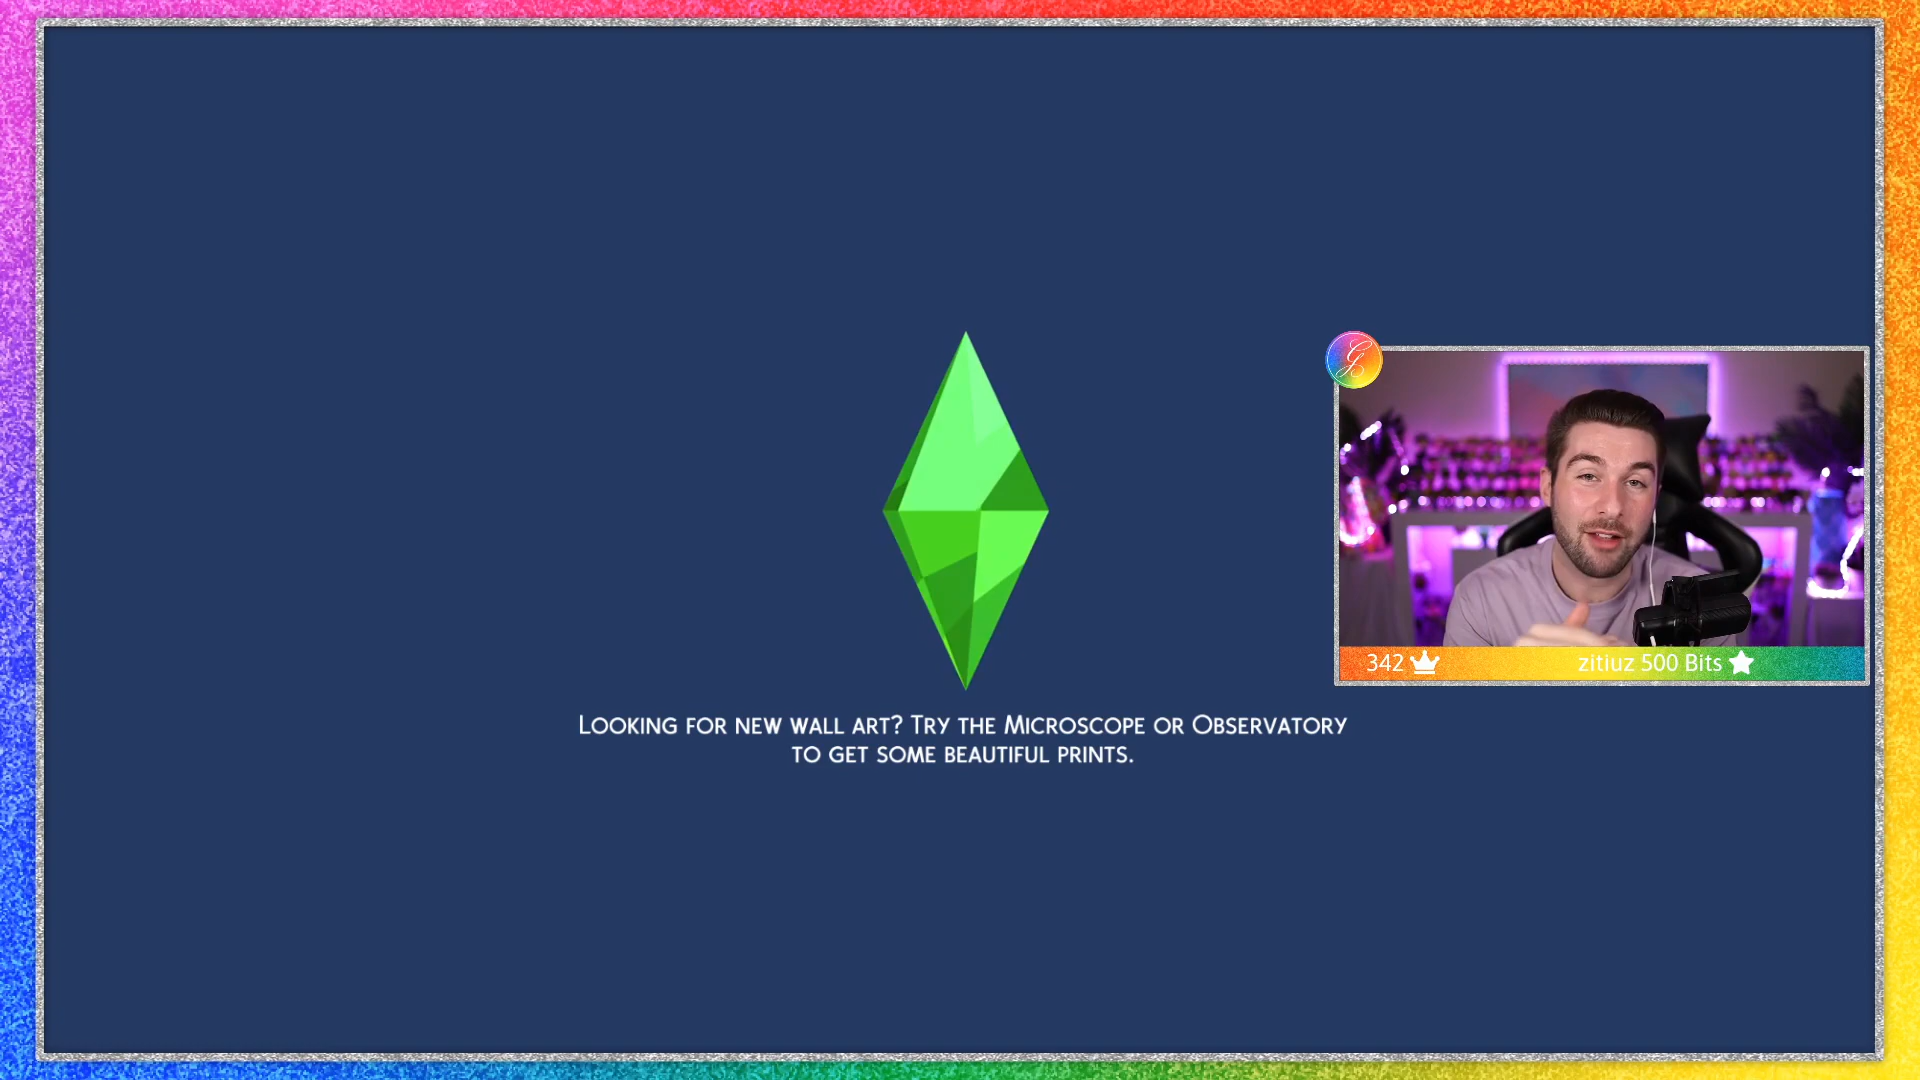 G
342
zitiuz 500 Bits
Looking for new wall art? Try the Microscope or Observatory
to get some beautiful prints.